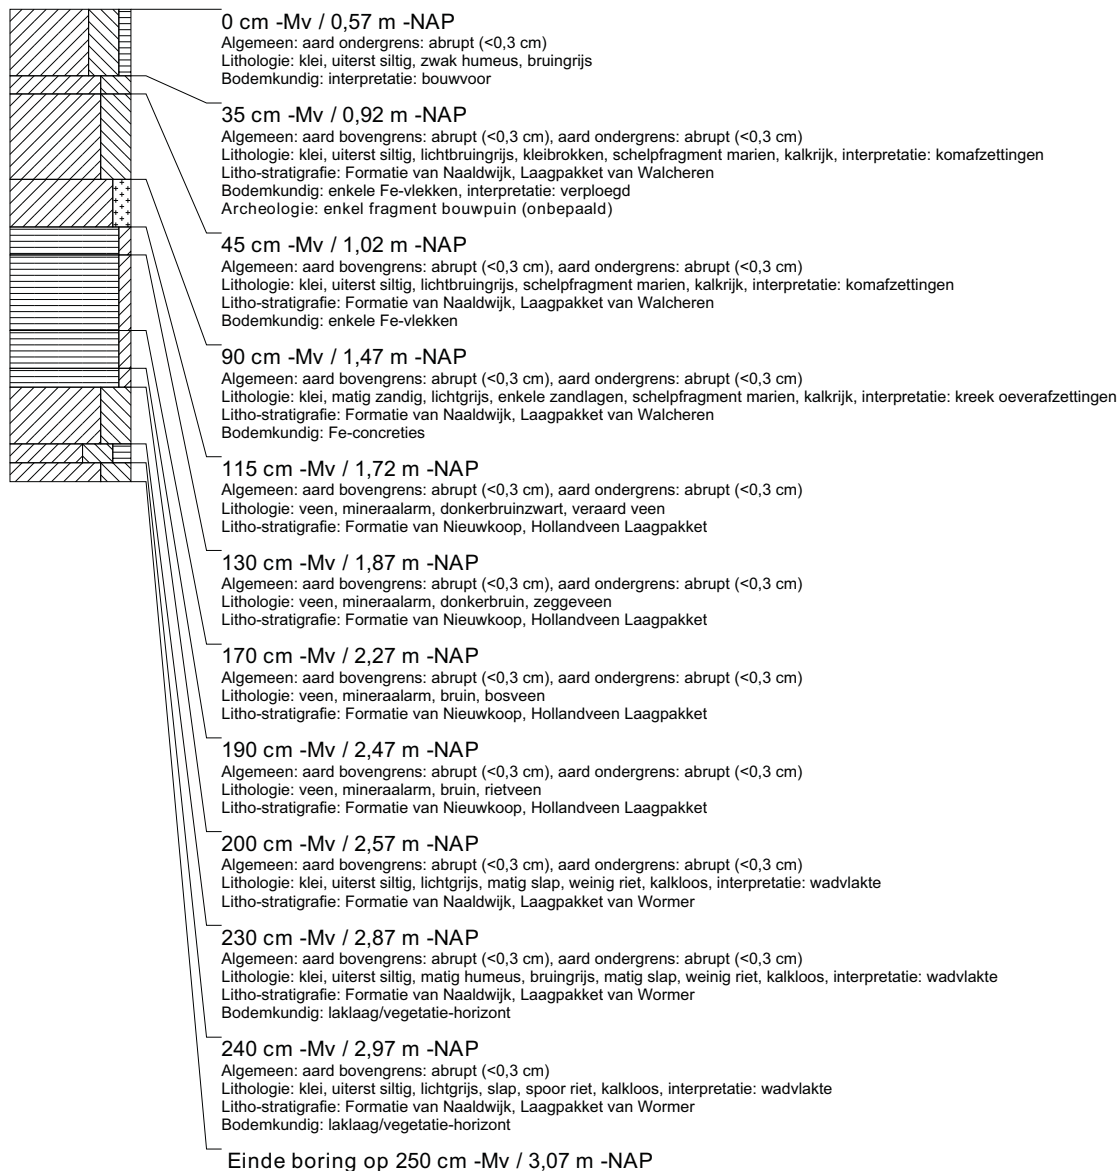 0 cm -Mv / 0,57 m -NAP
Algemeen: aard ondergrens: abrupt (<0,3 cm)
Lithologie: klei, uiterst siltig, zwak humeus, bruingrijs
Bodemkundig: interpretatie: bouwvoor
35 cm -Mv / 0,92 m -NAP
Algemeen: aard bovengrens: abrupt (<0,3 cm), aard ondergrens: abrupt (<0,3 cm)
Lithologie: klei, uiterst siltig, lichtbruingrijs, kleibrokken, schelpfragment marien, kalkrijk, interpretatie: komafzettingen
Litho-stratigrafie: Formatie van Naaldwijk, Laagpakket van Walcheren
Bodemkundig: enkele Fe-vlekken, interpretatie: verploegd
Archeologie: enkel fragment bouwpuin (onbepaald)
45 cm -Mv / 1,02 m -NAP
Algemeen: aard bovengrens: abrupt (<0,3 cm), aard ondergrens: abrupt (<0,3 cm)
Lithologie: klei, uiterst siltig, lichtbruingrijs, schelpfragment marien, kalkrijk, interpretatie: komafzettingen
Litho-stratigrafie: Formatie van Naaldwijk, Laagpakket van Walcheren
Bodemkundig: enkele Fe-vlekken
90 cm -Mv / 1,47 m -NAP
Algemeen: aard bovengrens: abrupt (<0,3 cm), aard ondergrens: abrupt (<0,3 cm)
Lithologie: klei, matig zandig, lichtgrijs, enkele zandlagen, schelpfragment marien, kalkrijk, interpretatie: kreek oeverafzettingen
Litho-stratigrafie: Formatie van Naaldwijk, Laagpakket van Walcheren
Bodemkundig: Fe-concreties
115 cm -Mv / 1,72 m -NAP
Algemeen: aard bovengrens: abrupt (<0,3 cm), aard ondergrens: abrupt (<0,3 cm)
Lithologie: veen, mineraalarm, donkerbruinzwart, veraard veen
Litho-stratigrafie: Formatie van Nieuwkoop, Hollandveen Laagpakket
130 cm -Mv / 1,87 m -NAP
Algemeen: aard bovengrens: abrupt (<0,3 cm), aard ondergrens: abrupt (<0,3 cm)
Lithologie: veen, mineraalarm, donkerbruin, zeggeveen
Litho-stratigrafie: Formatie van Nieuwkoop, Hollandveen Laagpakket
170 cm -Mv / 2,27 m -NAP
Algemeen: aard bovengrens: abrupt (<0,3 cm), aard ondergrens: abrupt (<0,3 cm)
Lithologie: veen, mineraalarm, bruin, bosveen
Litho-stratigrafie: Formatie van Nieuwkoop, Hollandveen Laagpakket
190 cm -Mv / 2,47 m -NAP
Algemeen: aard bovengrens: abrupt (<0,3 cm), aard ondergrens: abrupt (<0,3 cm)
Lithologie: veen, mineraalarm, bruin, rietveen
Litho-stratigrafie: Formatie van Nieuwkoop, Hollandveen Laagpakket
200 cm -Mv / 2,57 m -NAP
Algemeen: aard bovengrens: abrupt (<0,3 cm), aard ondergrens: abrupt (<0,3 cm)
Lithologie: klei, uiterst siltig, lichtgrijs, matig slap, weinig riet, kalkloos, interpretatie: wadvlakte
Litho-stratigrafie: Formatie van Naaldwijk, Laagpakket van Wormer
230 cm -Mv / 2,87 m -NAP
Algemeen: aard bovengrens: abrupt (<0,3 cm), aard ondergrens: abrupt (<0,3 cm)
Lithologie: klei, uiterst siltig, matig humeus, bruingrijs, matig slap, weinig riet, kalkloos, interpretatie: wadvlakte
Litho-stratigrafie: Formatie van Naaldwijk, Laagpakket van Wormer
Bodemkundig: laklaag/vegetatie-horizont
240 cm -Mv / 2,97 m -NAP
Algemeen: aard bovengrens: abrupt (<0,3 cm)
Lithologie: klei, uiterst siltig, lichtgrijs, slap, spoor riet, kalkloos, interpretatie: wadvlakte
Litho-stratigrafie: Formatie van Naaldwijk, Laagpakket van Wormer
Bodemkundig: laklaag/vegetatie-horizont
Einde boring op 250 cm -Mv / 3,07 m -NAP